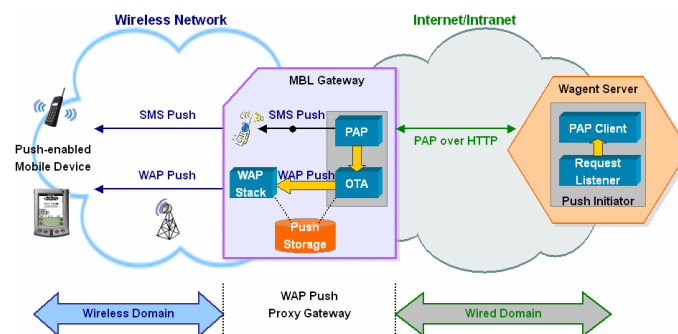 Wireless Network
Internet/Intranet
MBL Gateway
Wagent Server
SMS Push
SMS Push
PAP
PAP Client
PAP over HTTP
Push-enabled
Mobile Device
WAP Push
WAP
Stack
WAP Push
OTA
Request
Listener
Push Initiator
Push
Storage
Wireless Domain
WAP Push
Proxy Gateway
Wired Domain